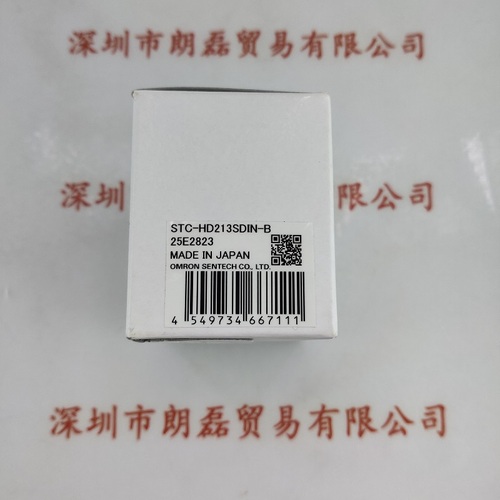 深圳市朗磊贸易有限公司
深圳市朗磊贸易有限公司
STC-HD213SDIN-B
25E2823
MADE IN JAPAN
OMRON SENTECH CO., LTD.
4 549734 667111
深圳市朗磊贸易有限公司